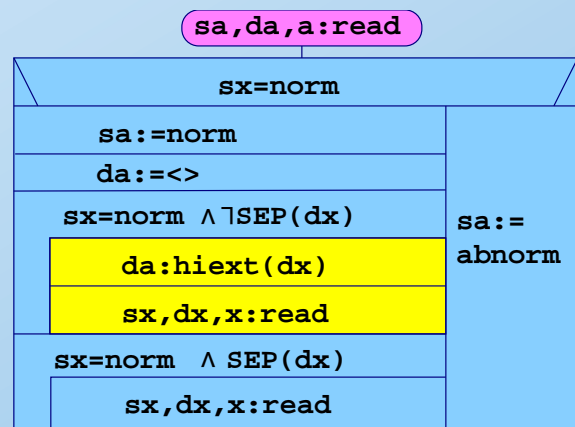 sa,da,a:read
sx=norm
sa:=norm
da:=<>
sx=norm ∧ ⅂SEP(dx)
da:hiext(dx)
sx,dx,x:read
sx=norm ∧ SEP(dx)
sx,dx,x:read
sa:=
abnorm